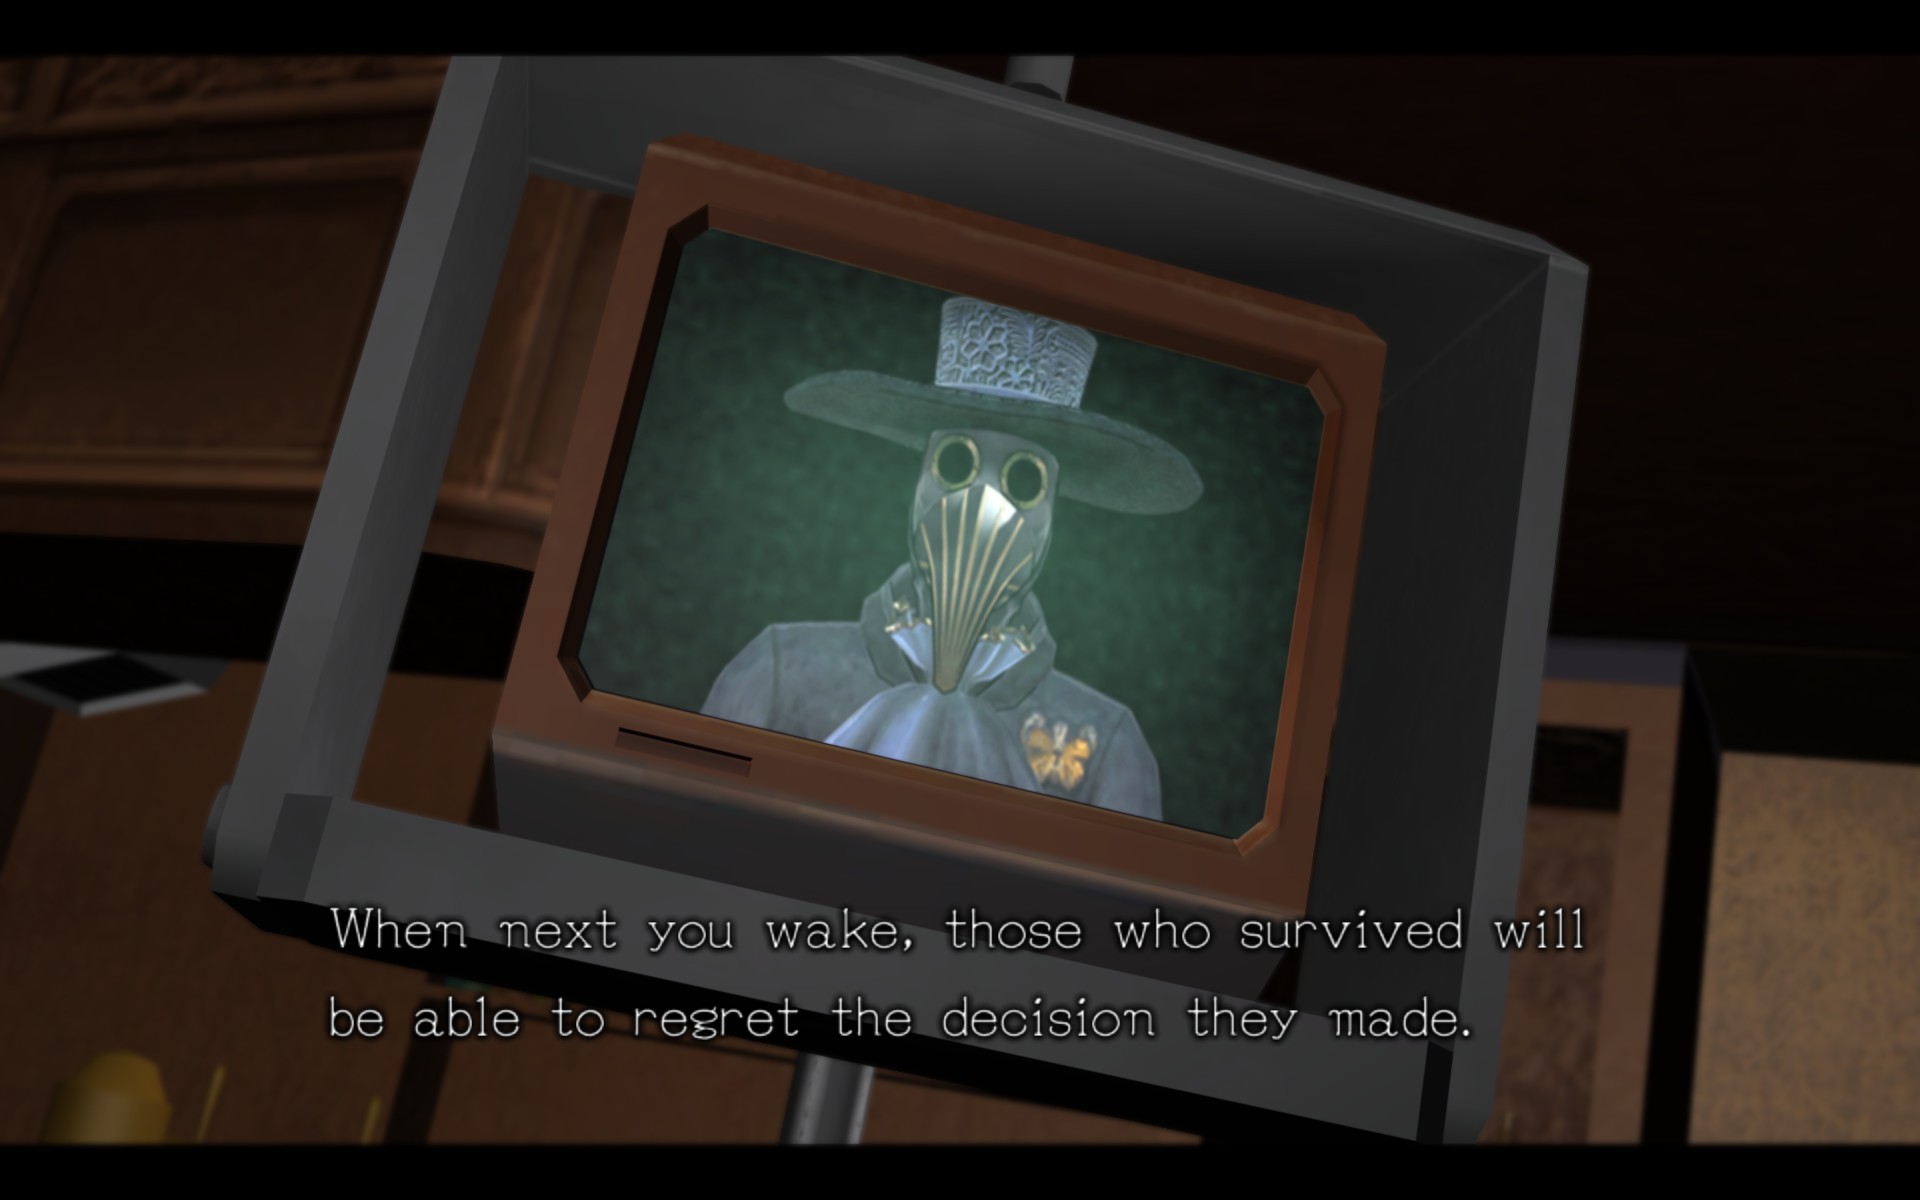 When next you wake, those who survived will
be able to regret the decision they made.